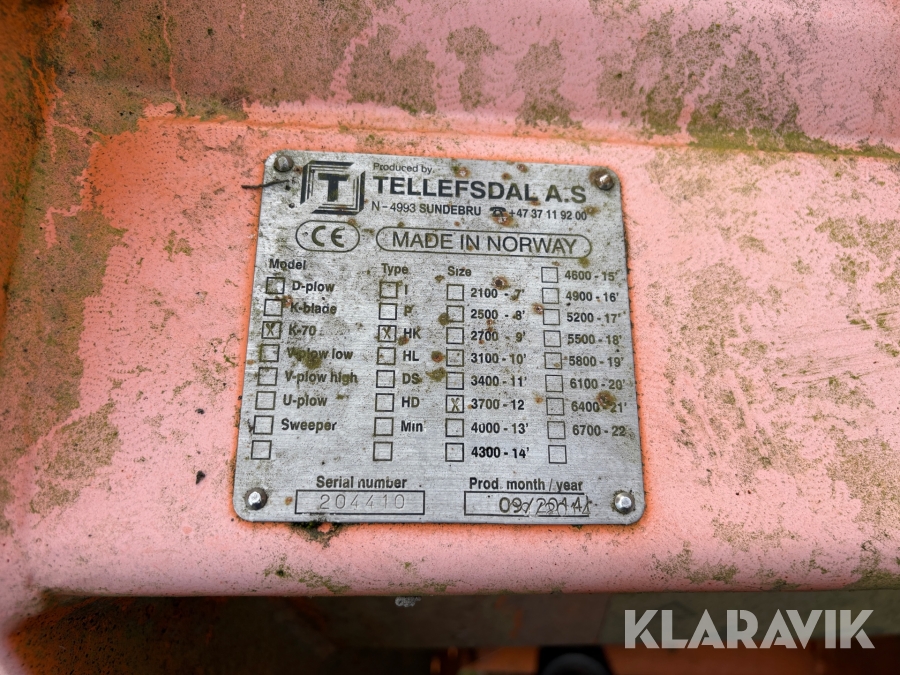 Produced by.
T TELLEFSDAL A.S
N-4993 SUNDEBRU ☎ +47 37 11 92 00
CE MADE IN NORWAY
Model Type Size
4600-15'
D-plow I 2100-7' 4900-16'
K-blade P 2500-8' 5200-17'
X K-70 X HK 2700-9' 5500-18'
V-plow low HL 3100-10' 5800-19'
V-plow high DS 3400-11' 6100-20'
U-plow HD X 3700-12 6400-21'
Sweeper Min 4000-13' 6700-22
4300-14'
Serial number Prod. month/year
204410 09/2014
KLARAVIK